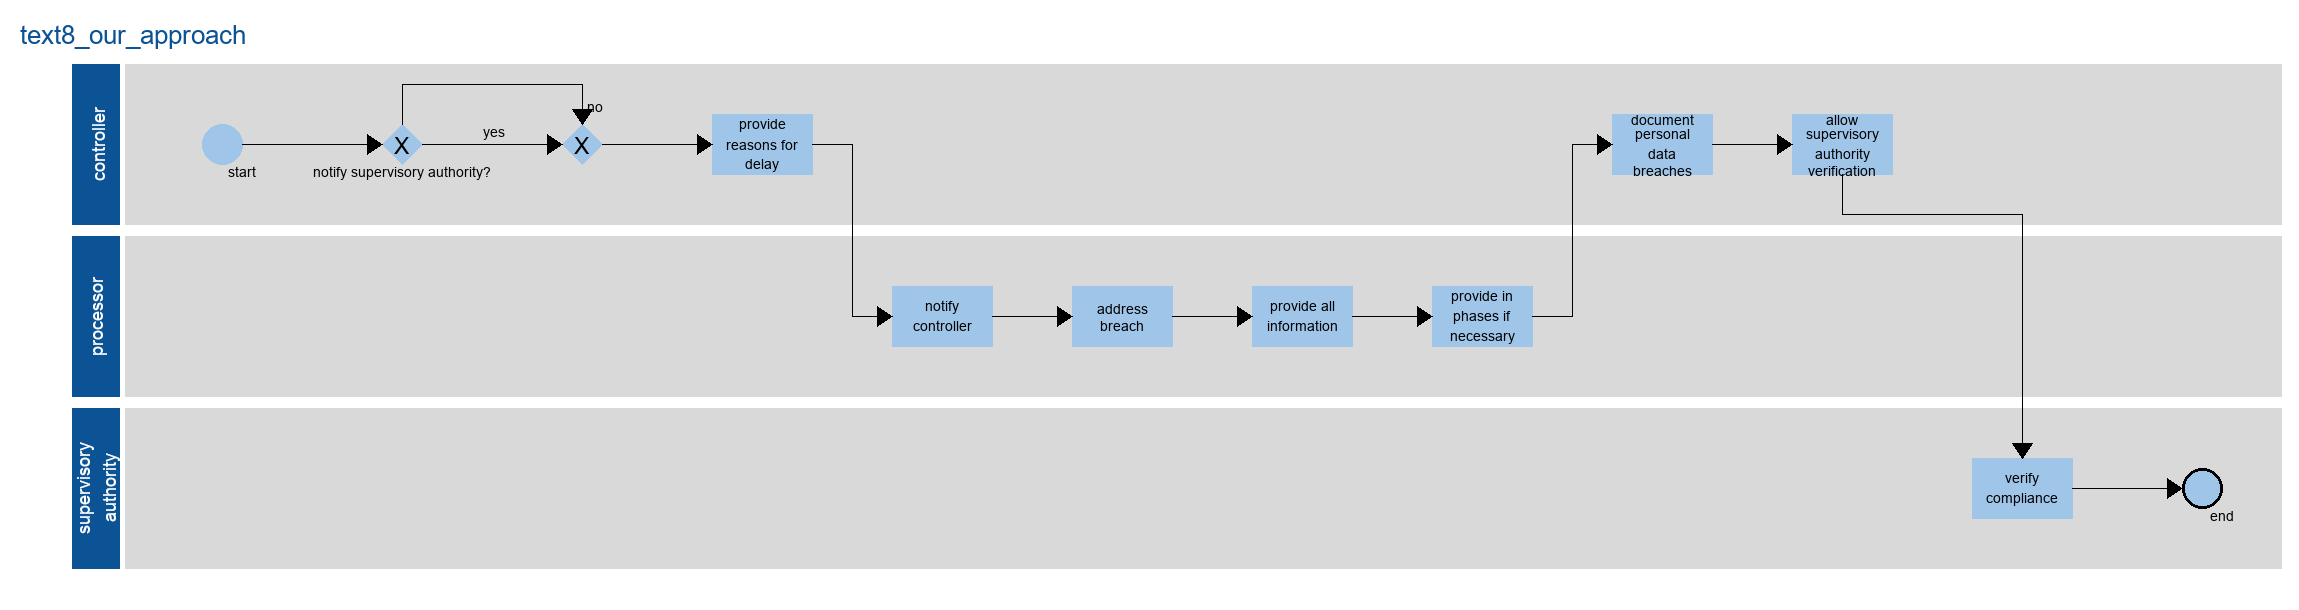 text8_our_approach
controller
start
X
notify supervisory authority?
yes
no
X
provide
reasons for
delay
document
personal
data
breaches
allow
supervisory
authority
verification
processor
notify
controller
address
breach
provide all
information
provide in
phases if
necessary
supervisory
authority
verify
compliance
end